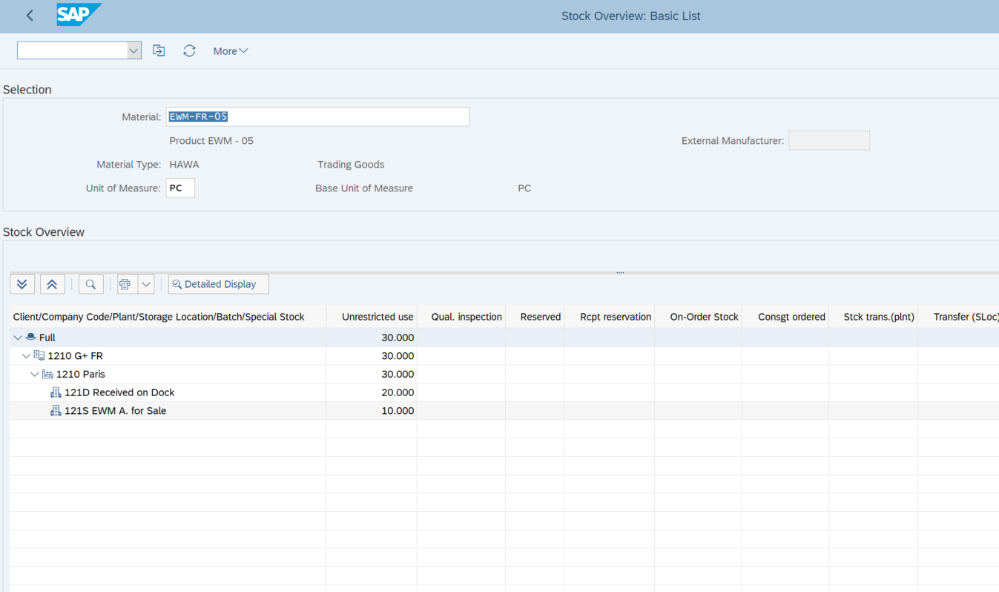 SAP
Stock Overview: Basic List
More
Selection
Material: EWM-FR-05
Product EWM - 05 External Manufacturer:
Material Type: HAWA Trading Goods
Unit of Measure: PC Base Unit of Measure PC
Stock Overview
Detailed Display
Client/Company Code/Plant/Storage Location/Batch/Special Stock Unrestricted use Qual. inspection Reserved Rcpt reservation On-Order Stock Consgt ordered Stck trans.(plnt) Transfer (SLoc)
Full 30.000
1210 G+ FR 30.000
1210 Paris 30.000
121D Received on Dock 20.000
121S EWM A. for Sale 10.000